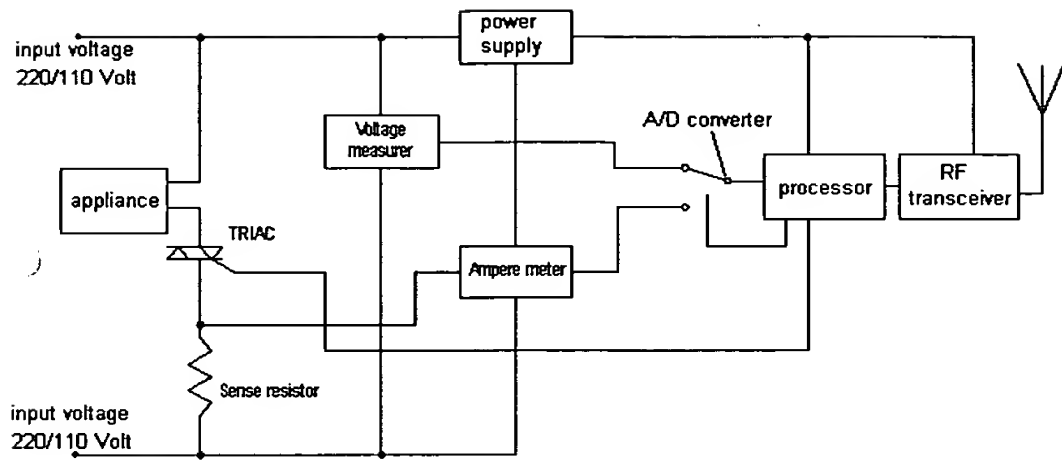 input voltage
220/110 Volt
power
supply
A/D converter
Voltage
measurer
appliance
processor
RF
transceiver
TRIAC
Ampere meter
Sense resistor
input voltage
220/110 Volt